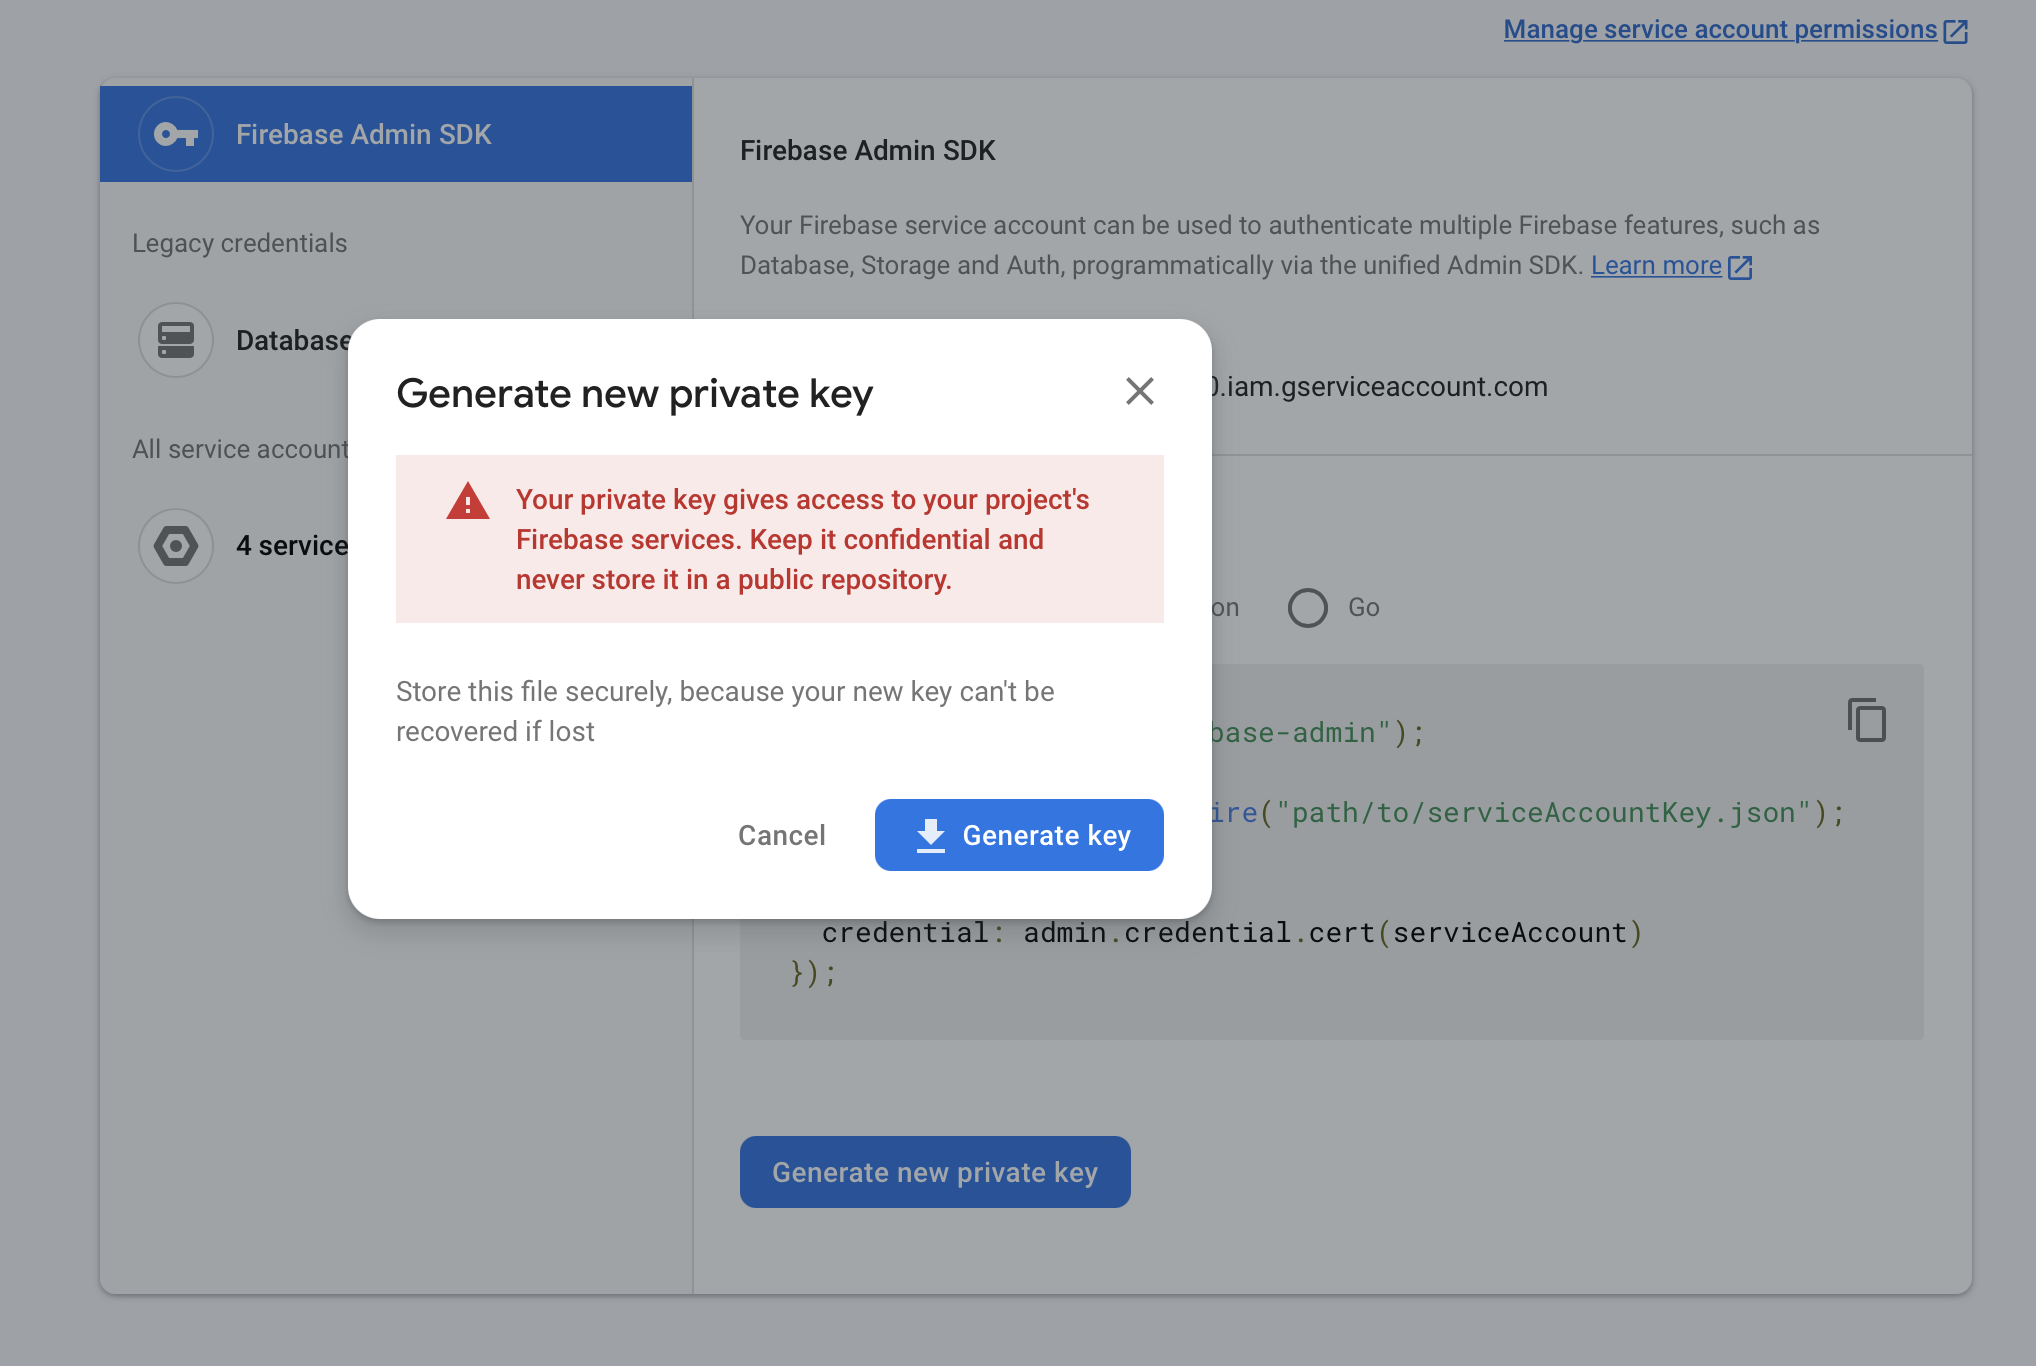 Manage service account permissions
Firebase Admin SDK
Legacy credentials
Database
All service account
4 service
Firebase Admin SDK
Your Firebase service account can be used to authenticate multiple Firebase features, such as
Database, Storage and Auth, programmatically via the unified Admin SDK. Learn more
0.iam.gserviceaccount.com
on
Go
base-admin");
ire("path/to/serviceAccountKey.json");
credential: admin.credential.cert(serviceAccount)
});
Generate new private key
Generate new private key
Your private key gives access to your project's
Firebase services. Keep it confidential and
never store it in a public repository.
Store this file securely, because your new key can't be
recovered if lost
Cancel
Generate key